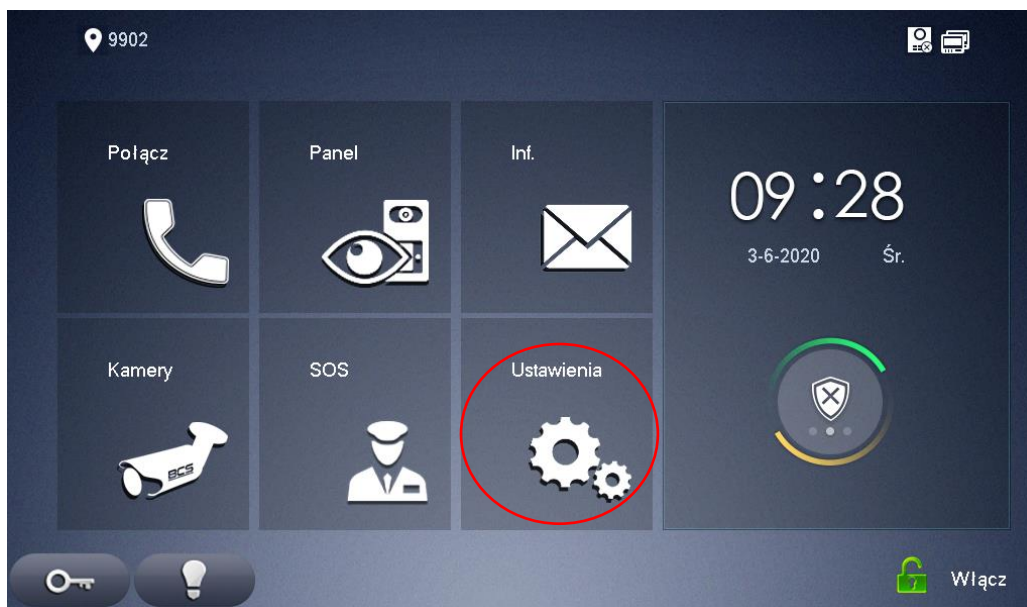 9902
Połącz
Panel
Inf.
09:28
3-6-2020 Śr.
Kamery
SOS
Ustawienia
BCS
Włącz